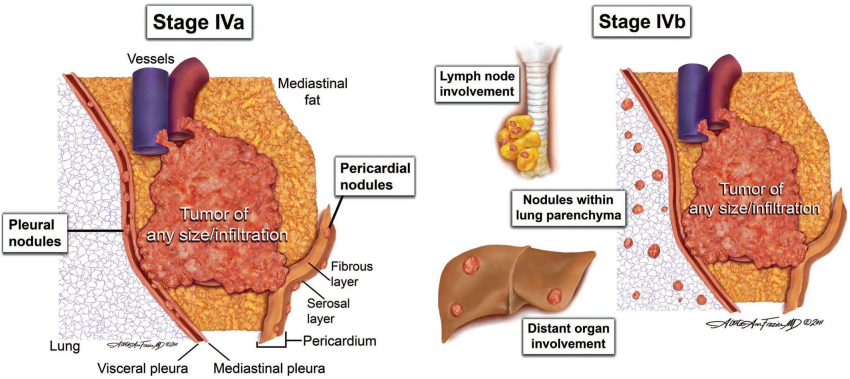 Stage IVa
Vessels
Mediastinal
fat
Pericardial
nodules
Pleural
nodules
Tumor of
any size/infiltration
Fibrous
layer
Serosal
layer
Pericardium
Lung
Visceral pleura
Mediastinal pleura
Stage IVb
Lymph node
involvement
Nodules within
lung parenchyma
Tumor of
any size/infiltration
Distant organ
involvement